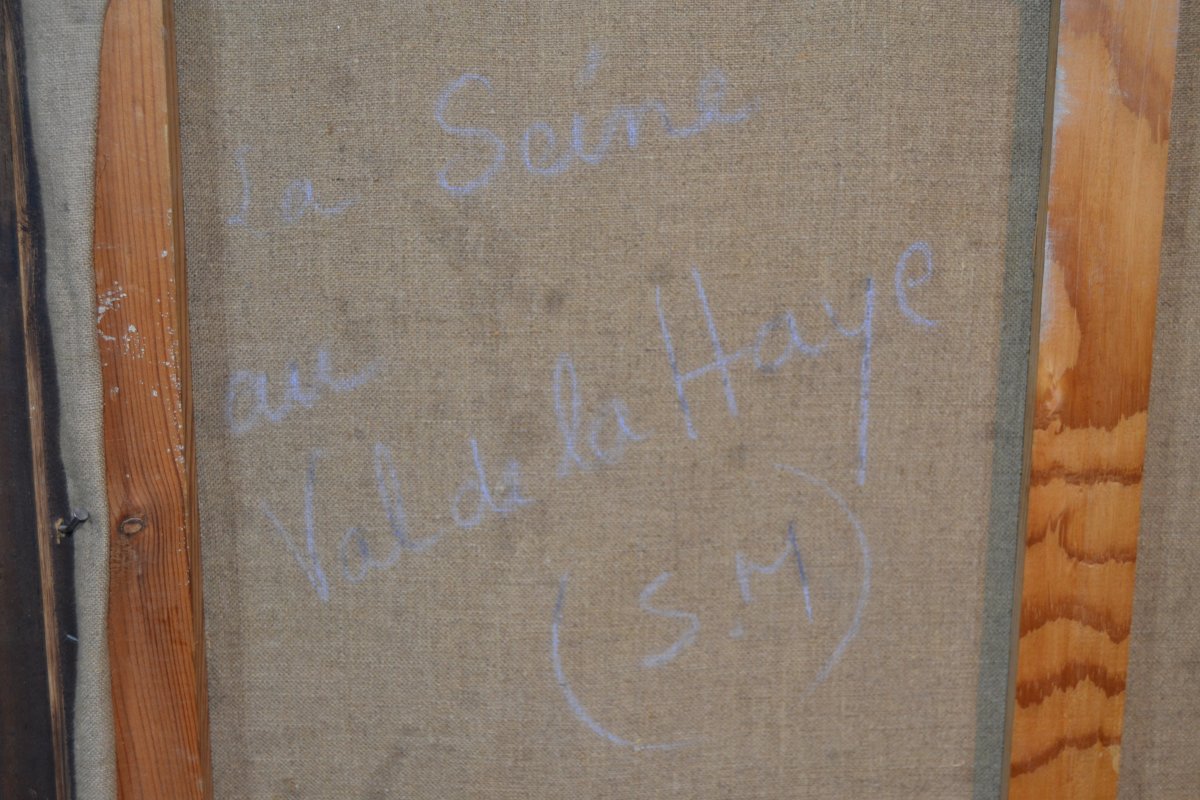 La Seine
au
Val de la Haye
(S.M)